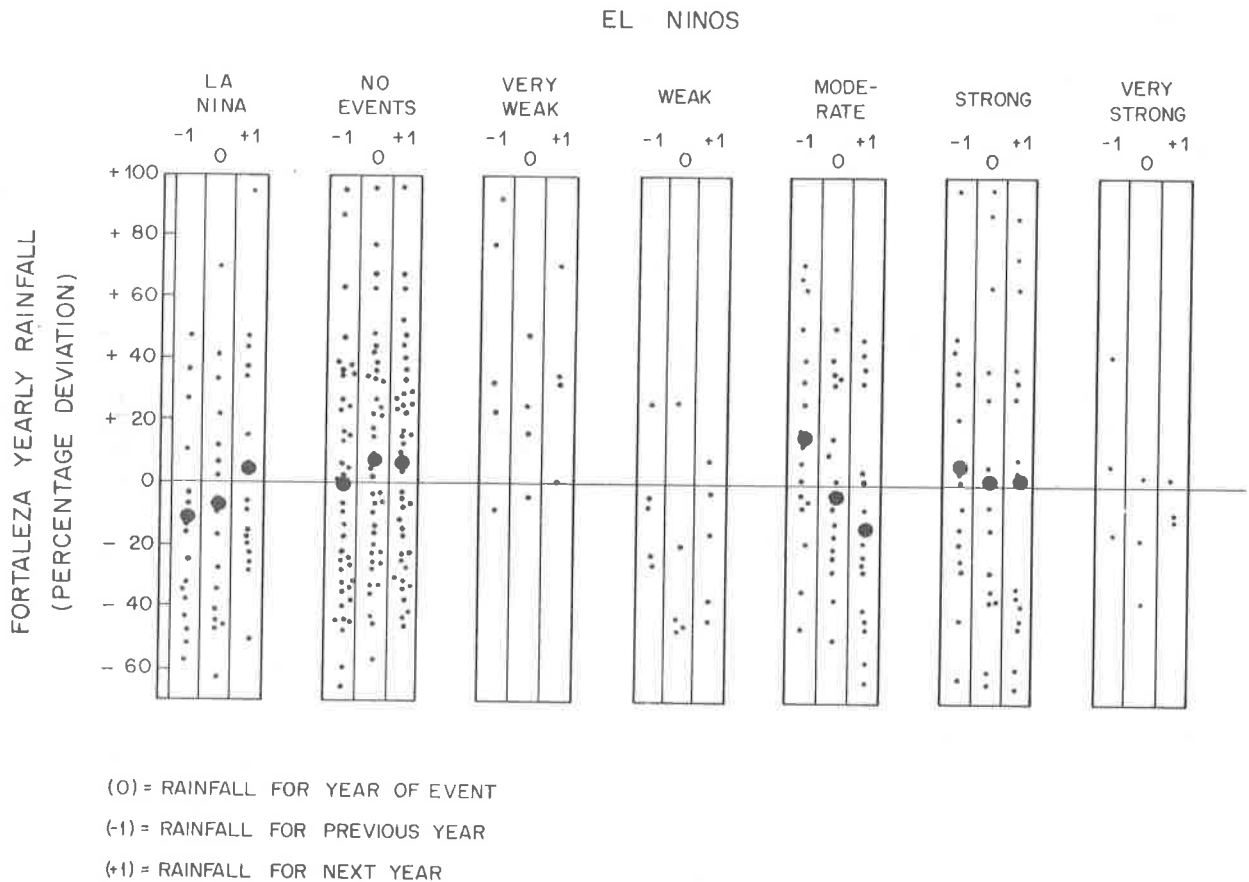 EL NINOS
LA NINA
NO EVENTS
VERY WEAK
WEAK
MODE-RATE
STRONG
VERY STRONG
-1 0 +1
-1 0 +1
-1 0 +1
-1 0 +1
-1 0 +1
-1 0 +1
-1 0 +1
FORTALEZA YEARLY RAINFALL
(PERCENTAGE DEVIATION)
+100
+ 80
+ 60
+ 40
+ 20
0
- 20
- 40
- 60
(0) = RAINFALL FOR YEAR OF EVENT
(-1) = RAINFALL FOR PREVIOUS YEAR
(+1) = RAINFALL FOR NEXT YEAR